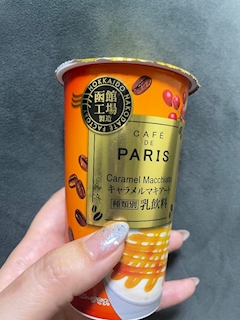 HOKKAIDO HAKODATE FACTORY
函館
工場
製造
CAFÉ
DE
PARIS
Caramel Macchiato
キャラメルマキアート
種類別 乳飲料